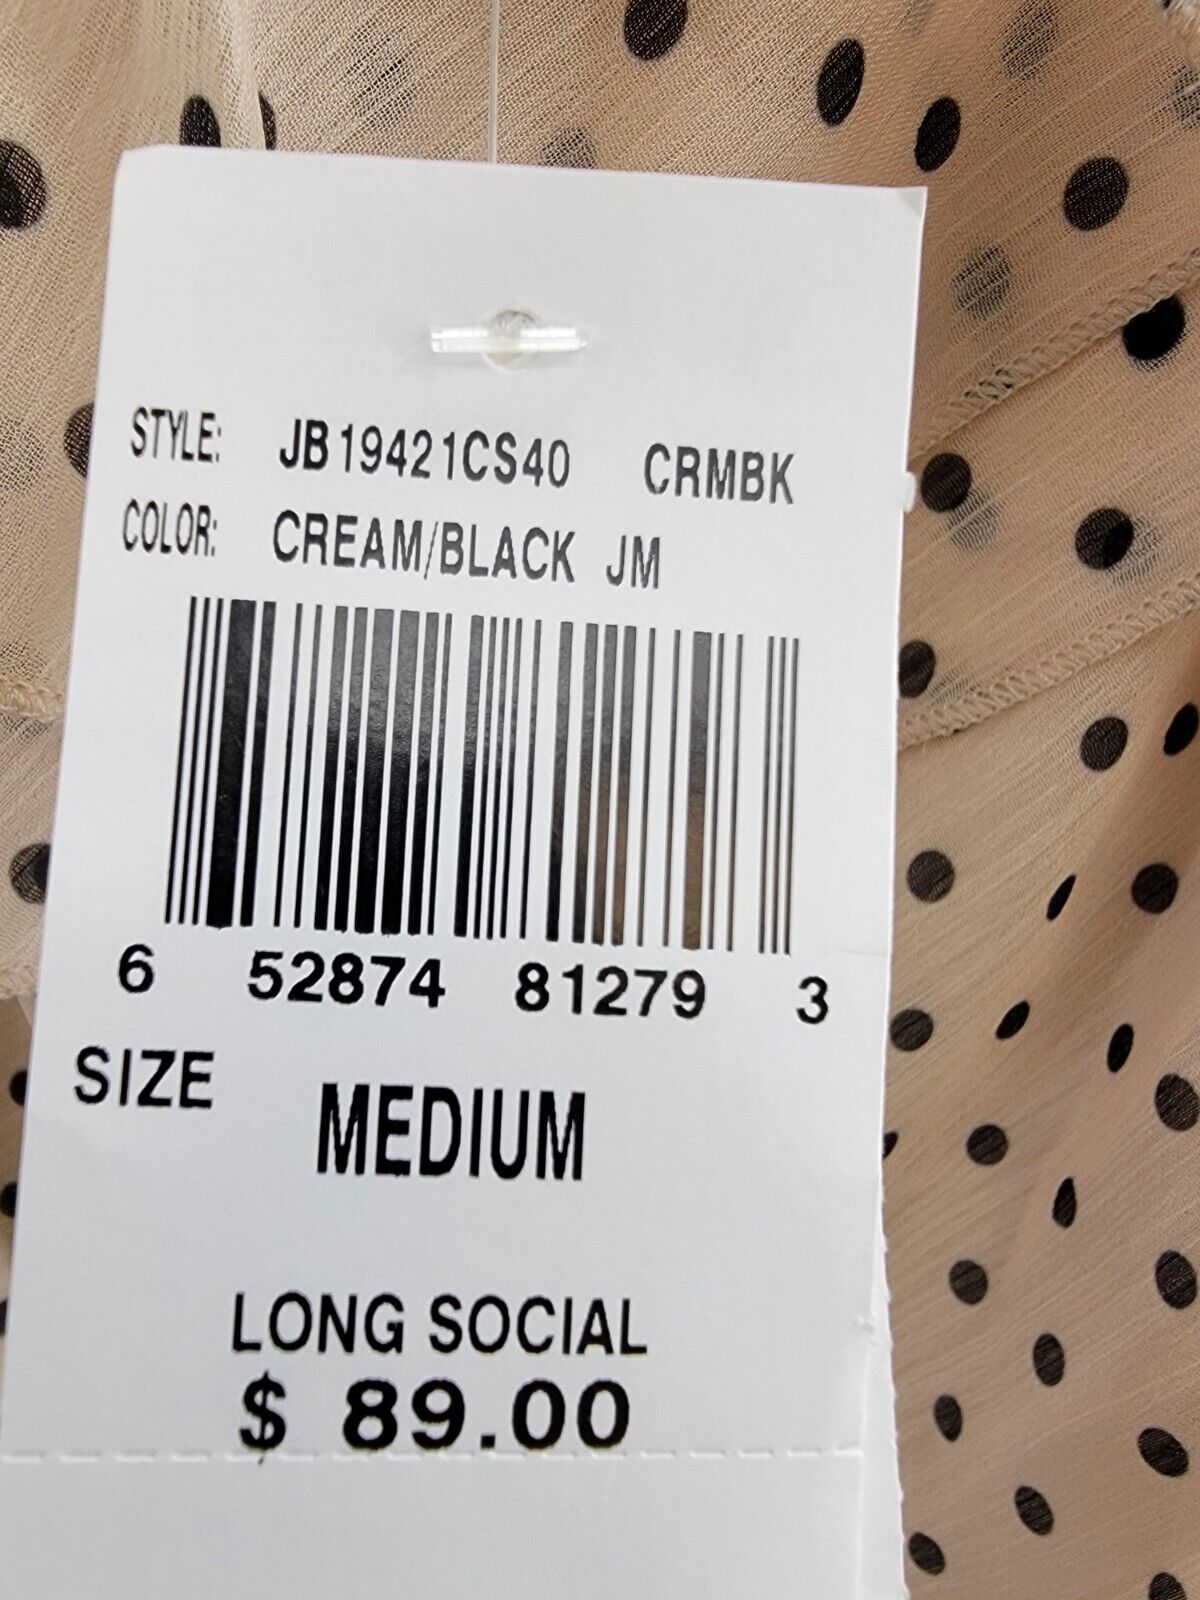 STYLE: JB19421CS40 CRMBK
COLOR: CREAM/BLACK JM
6 52874 81279 3
SIZE MEDIUM
LONG SOCIAL
$ 89.00